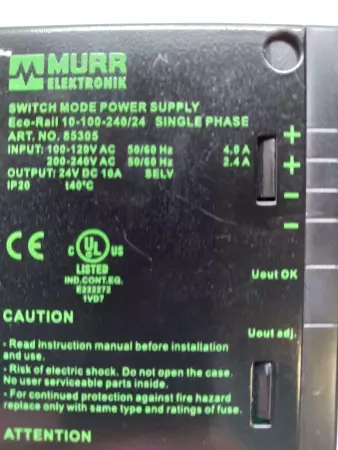 MURR
ELEKTRONIK
SWITCH MODE POWER SUPPLY
Eco-Rail 10-100-240/24 SINGLE PHASE
ART. NO. 85305
INPUT: 100-120V AC 50/60 Hz 4.0 A
200-240V AC 50/60 Hz 2.4 A
OUTPUT: 24V DC 10A SELV
IP20 140°C
+
+
–
–
CE
C UL US
LISTED
IND.CONT.EQ.
E222272
1VD7
Uout OK
CAUTION
Uout adj.
- Read instruction manual before installation
and use.
- Risk of electric shock. Do not open the case.
No user serviceable parts inside.
- For continued protection against fire hazard
replace only with same type and ratings of fuse.
ATTENTION